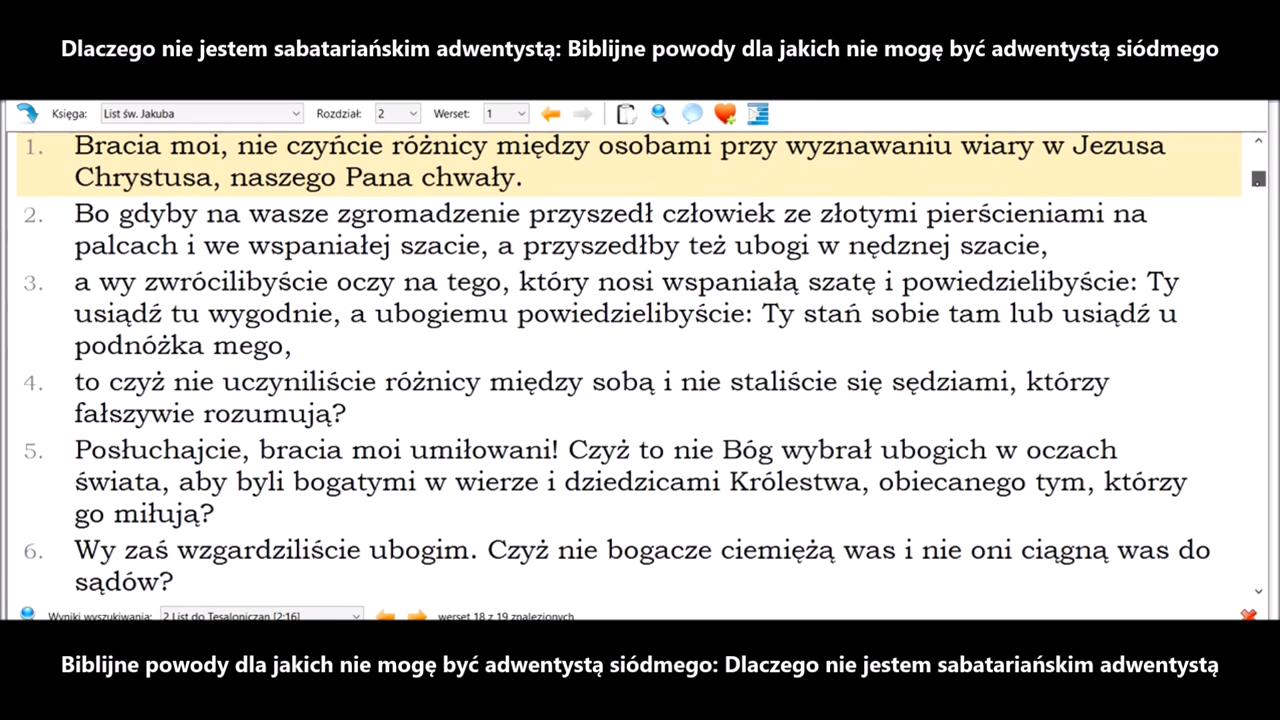 Dlaczego nie jestem sabatariańskim adwentystą: Biblijne powody dla jakich nie mogę być adwentystą siódmego
Księga: List św. Jakuba Rozdział: 2 Werset: 1
1. Bracia moi, nie czyńcie różnicy między osobami przy wyznawaniu wiary w Jezusa
Chrystusa, naszego Pana chwały.
2. Bo gdyby na wasze zgromadzenie przyszedł człowiek ze złotymi pierścieniami na
palcach i we wspaniałej szacie, a przyszedłby też ubogi w nędznej szacie,
3. a wy zwrócilibyście oczy na tego, który nosi wspaniałą szatę i powiedzielibyście: Ty
usiądź tu wygodnie, a ubogiemu powiedzielibyście: Ty stań sobie tam lub usiądź u
podnóżka mego,
4. to czyż nie uczyniliście różnicy między sobą i nie staliście się sędziami, którzy
fałszywie rozumują?
5. Posłuchajcie, bracia moi umiłowani! Czyż to nie Bóg wybrał ubogich w oczach
świata, aby byli bogatymi w wierze i dziedzicami Królestwa, obiecanego tym, którzy
go miłują?
6. Wy zaś wzgardziliście ubogim. Czyż nie bogacze ciemiężą was i nie oni ciągną was do
sądów?
Wyniki wyszukiwania: 2 List do Tesaloniczan [2:16] werset 18 z 19 znalezionych
Biblijne powody dla jakich nie mogę być adwentystą siódmego: Dlaczego nie jestem sabatariańskim adwentystą